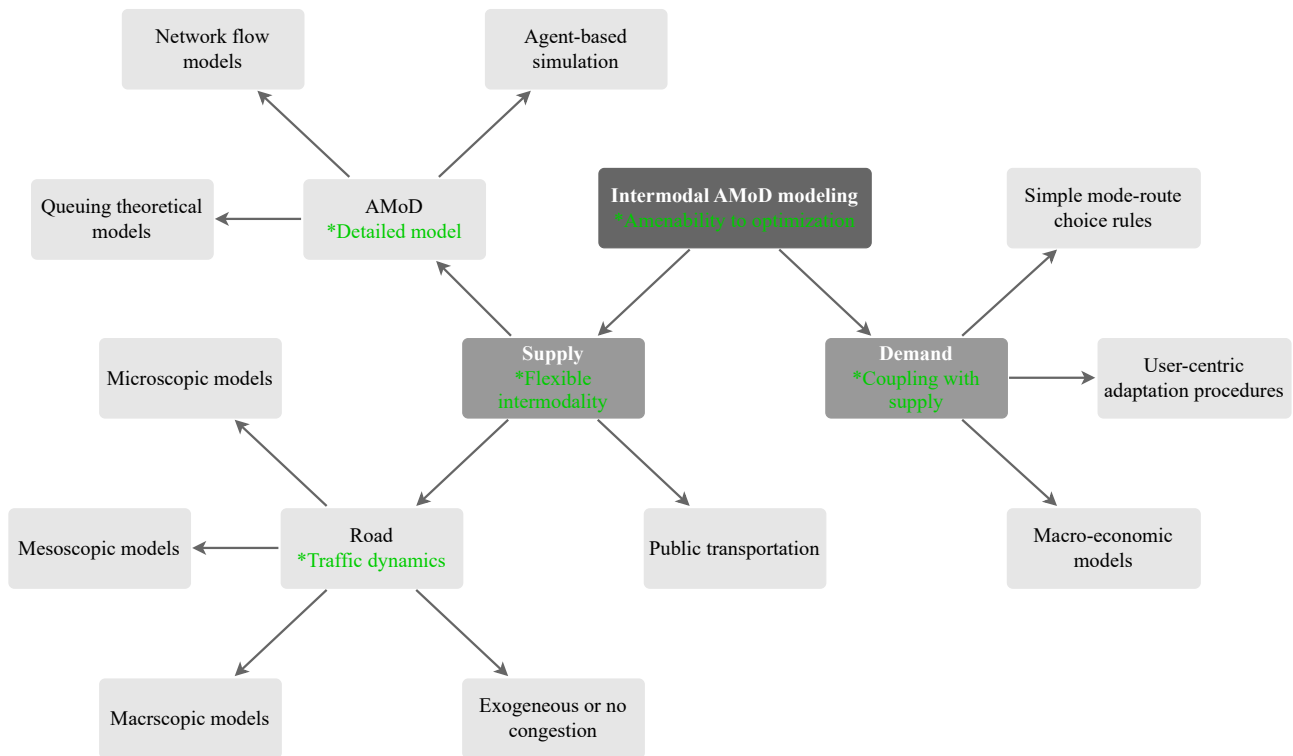 Network flow
models
Agent-based
simulation
Queuing theoretical
models
AMoD
*Detailed model
Intermodal AMoD modeling
*Amenability to optimization
Simple mode-route
choice rules
Microscopic models
Supply
*Flexible
intermodality
Demand
*Coupling with
supply
User-centric
adaptation procedures
Mesoscopic models
Road
*Traffic dynamics
Public transportation
Macro-economic
models
Macrscopic models
Exogeneous or no
congestion